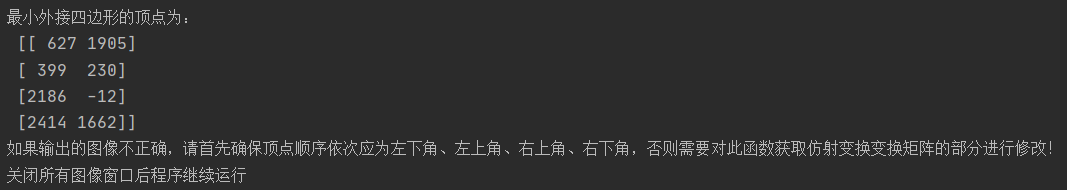 最小外接四边形的顶点为：
[[ 627 1905]
[ 399  230]
[2186  -12]
[2414 1662]]
如果输出的图像不正确，请首先确保顶点顺序依次应为左下角、左上角、右上角、右下角，否则需要对此函数获取仿射变换变换矩阵的部分进行修改！
关闭所有图像窗口后程序继续运行